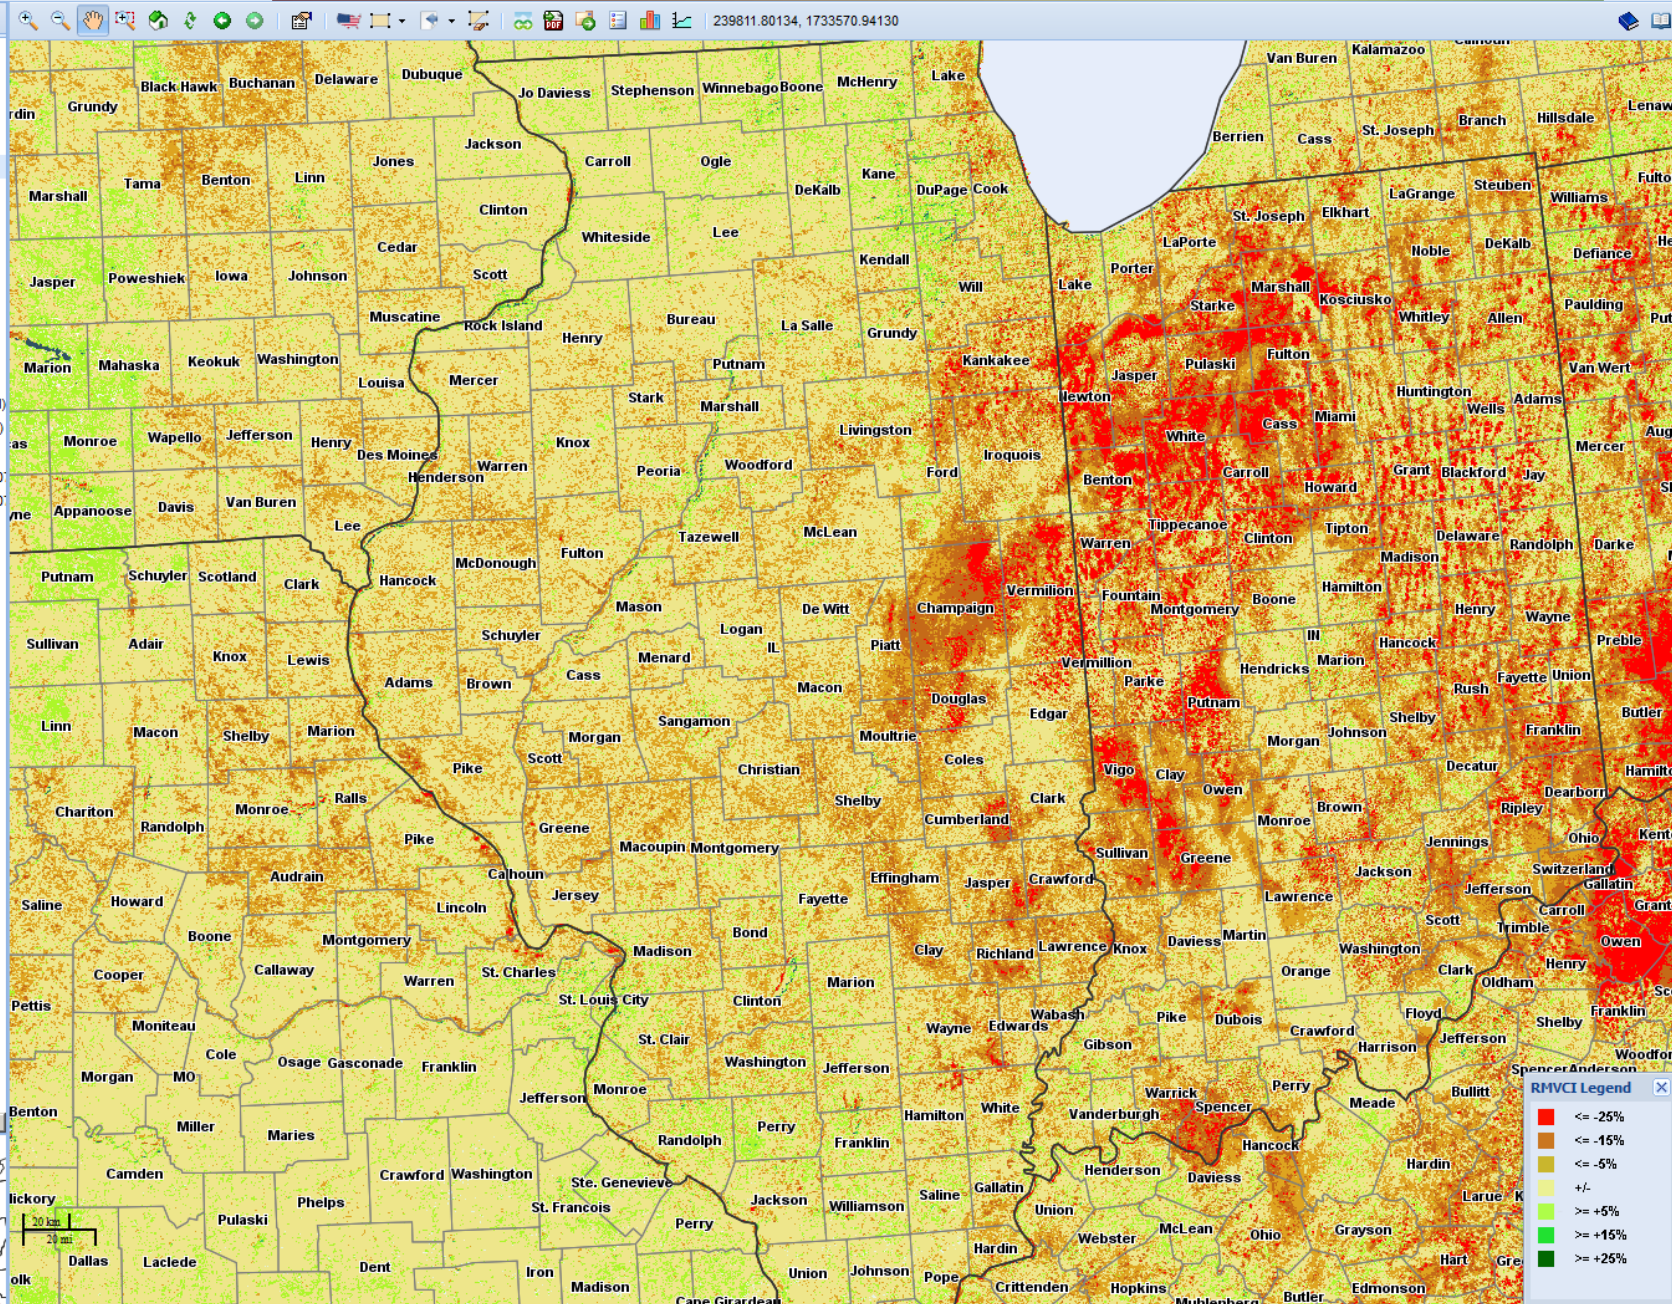 239811.80134, 1733570.94130
Van Buren
Kalamazoo
Black Hawk
Buchanan
Delaware
Dubuque
Jo Daviess
Stephenson
Winnebago
Boone
McHenry
Lake
Grundy
Berrien
Cass
St. Joseph
Branch
Hillsdale
Jackson
Jones
Carroll
Ogle
Kane
DeKalb
DuPage
Cook
Marshall
Tama
Benton
Linn
Clinton
LaGrange
Steuben
Williams
St. Joseph
Elkhart
Whiteside
Lee
LaPorte
Cedar
Noble
DeKalb
Defiance
Kendall
Jasper
Poweshiek
Iowa
Johnson
Scott
Porter
Lake
Will
Marshall
Kosciusko
Starke
Paulding
Muscatine
Rock Island
Bureau
La Salle
Grundy
Whitley
Allen
Henry
Marion
Mahaska
Keokuk
Washington
Putnam
Kankakee
Pulaski
Fulton
Van Wert
Louisa
Mercer
Jasper
Stark
Marshall
Newton
Huntington
Wells
Adams
Miami
Monroe
Wapello
Jefferson
Henry
Des Moines
Knox
Livingston
White
Cass
Mercer
Henderson
Warren
Peoria
Woodford
Ford
Iroquois
Benton
Carroll
Grant
Blackford
Jay
Howard
Appanoose
Davis
Van Buren
Lee
Tazewell
McLean
Tippecanoe
Clinton
Tipton
Warren
Madison
Delaware
Randolph
Darke
Putnam
Schuyler
Scotland
Clark
Hancock
McDonough
Fulton
Vermilion
Fountain
Montgomery
Boone
Hamilton
Mason
De Witt
Champaign
Henry
Wayne
Sullivan
Adair
Knox
Lewis
Schuyler
Logan
IL
Piatt
IN
Hancock
Preble
Cass
Menard
Vermillion
Parke
Hendricks
Marion
Adams
Brown
Macon
Douglas
Putnam
Rush
Fayette
Union
Linn
Macon
Shelby
Marion
Sangamon
Edgar
Shelby
Butler
Morgan
Moultrie
Morgan
Johnson
Franklin
Scott
Pike
Christian
Coles
Vigo
Clay
Owen
Decatur
Chariton
Monroe
Ralls
Shelby
Clark
Dearborn
Randolph
Pike
Greene
Cumberland
Monroe
Brown
Ripley
Macoupin
Montgomery
Sullivan
Greene
Jennings
Ohio
Audrain
Calhoun
Jersey
Effingham
Jasper
Crawford
Jackson
Switzerland
Gallatin
Saline
Howard
Lincoln
Fayette
Lawrence
Jefferson
Carroll
Boone
Montgomery
Madison
Bond
Clay
Richland
Lawrence
Knox
Daviess
Martin
Washington
Scott
Trimble
Owen
Cooper
Callaway
Warren
St. Charles
Marion
Orange
Clark
Henry
Oldham
Pettis
St. Louis City
Clinton
Moniteau
Wabash
Pike
Dubois
Floyd
Franklin
Wayne
Edwards
Crawford
Shelby
Cole
St. Clair
Gibson
Harrison
Jefferson
Osage
Gasconade
Franklin
Washington
Jefferson
Morgan
MO
Spencer
Anderson
Benton
Jefferson
Monroe
Hamilton
White
Vanderburgh
Warrick
Spencer
Perry
Meade
Bullitt
Miller
Maries
Randolph
Perry
Franklin
Hancock
Camden
Crawford
Washington
Ste. Genevieve
Henderson
Daviess
Hardin
Phelps
St. Francois
Jackson
Williamson
Saline
Gallatin
Union
Larue
Pulaski
Perry
Webster
McLean
Ohio
Grayson
Dallas
Laclede
Dent
Iron
Madison
Union
Johnson
Hardin
Pope
Crittenden
Hopkins
Butler
Edmonson
Hart
Cape Girardeau
Muhlenberg
20 km
20 mi
RMVCI Legend
<= -25%
<= -15%
<= -5%
+/-
>= +5%
>= +15%
>= +25%